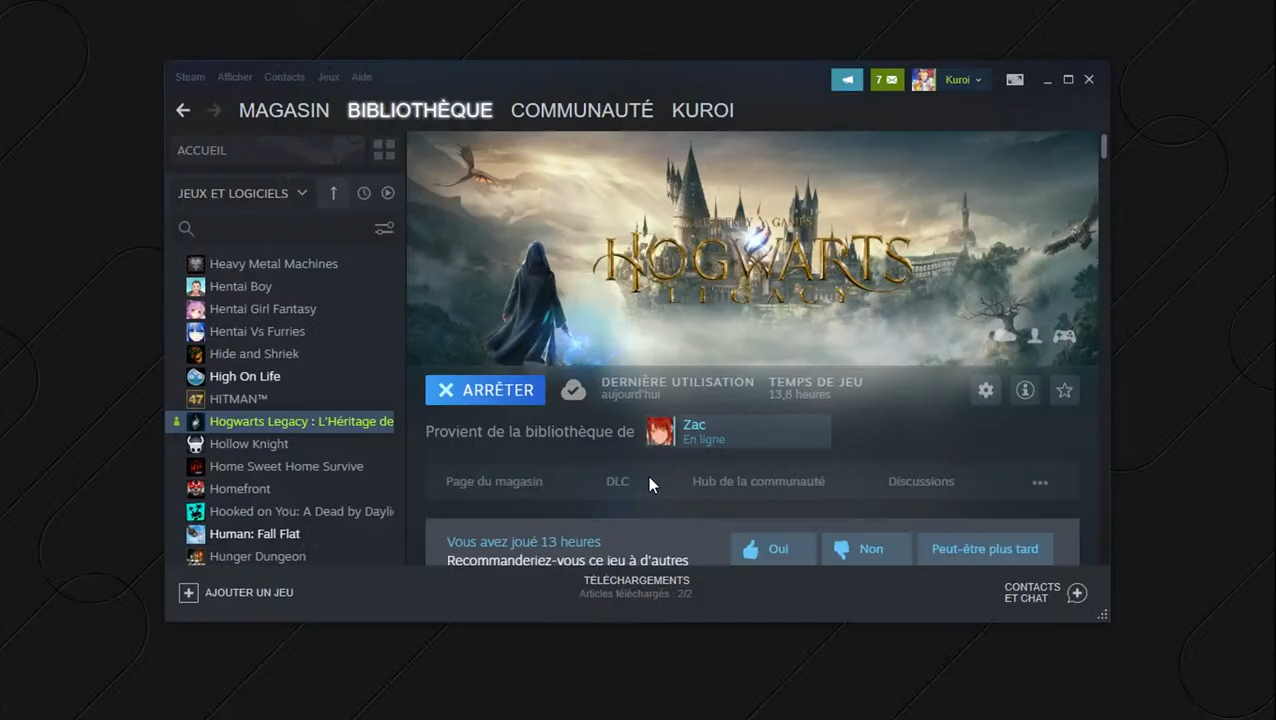 Steam Afficher Contacts Jeux Aide
7
Kuroi
MAGASIN BIBLIOTHÈQUE COMMUNAUTÉ KUROI
ACCUEIL
JEUX ET LOGICIELS
Heavy Metal Machines
Hentai Boy
Hentai Girl Fantasy
Hentai Vs Furries
Hide and Shriek
High On Life
47 HITMAN™
Hogwarts Legacy : L'Héritage de
Hollow Knight
Home Sweet Home Survive
Homefront
Hooked on You: A Dead by Dayli
Human: Fall Flat
Hunger Dungeon
GAMES
HOGWARTS
LEGACY
ARRÊTER
DERNIÈRE UTILISATION
aujourd'hui
TEMPS DE JEU
13,8 heures
Provient de la bibliothèque de
Zac
En ligne
Page du magasin DLC Hub de la communauté Discussions
Vous avez joué 13 heures
Recommanderiez-vous ce jeu à d'autres
Oui Non Peut-être plus tard
AJOUTER UN JEU
TÉLÉCHARGEMENTS
Articles téléchargés : 2/2
CONTACTS
ET CHAT